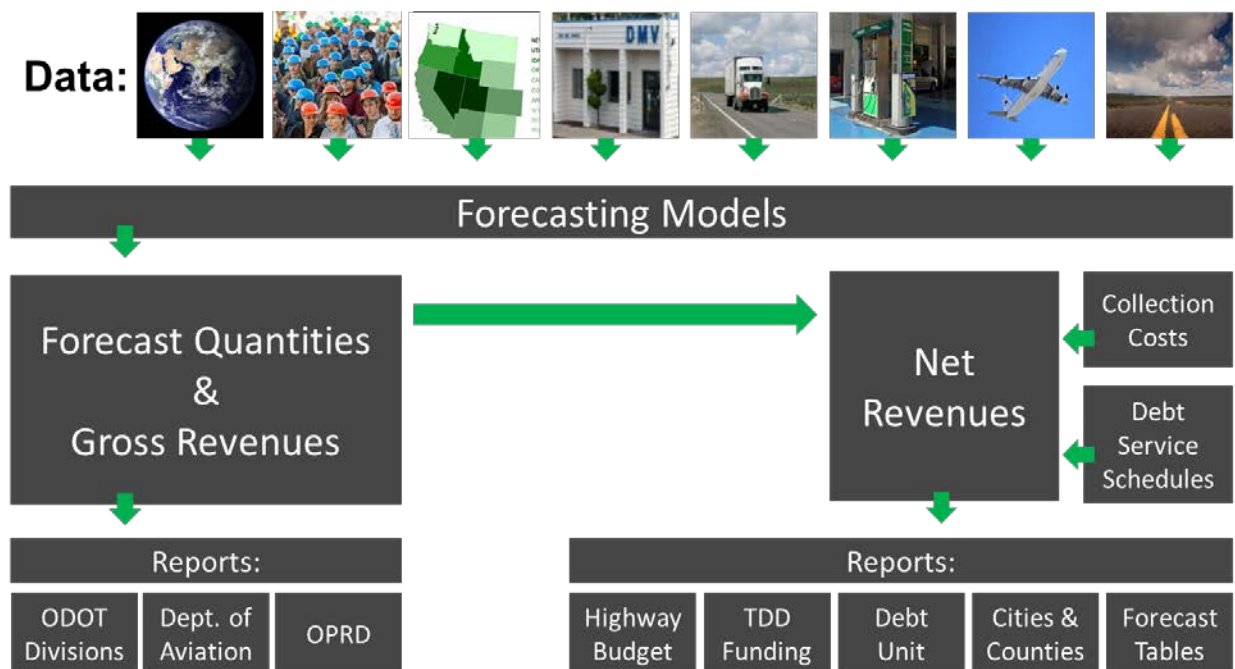 Data:
DMV
Forecasting Models
Forecast Quantities
&
Gross Revenues
Net
Revenues
Collection
Costs
Debt
Service
Schedules
Reports:
ODOT
Divisions
Dept. of
Aviation
OPRD
Reports:
Highway
Budget
TDD
Funding
Debt
Unit
Cities &
Counties
Forecast
Tables